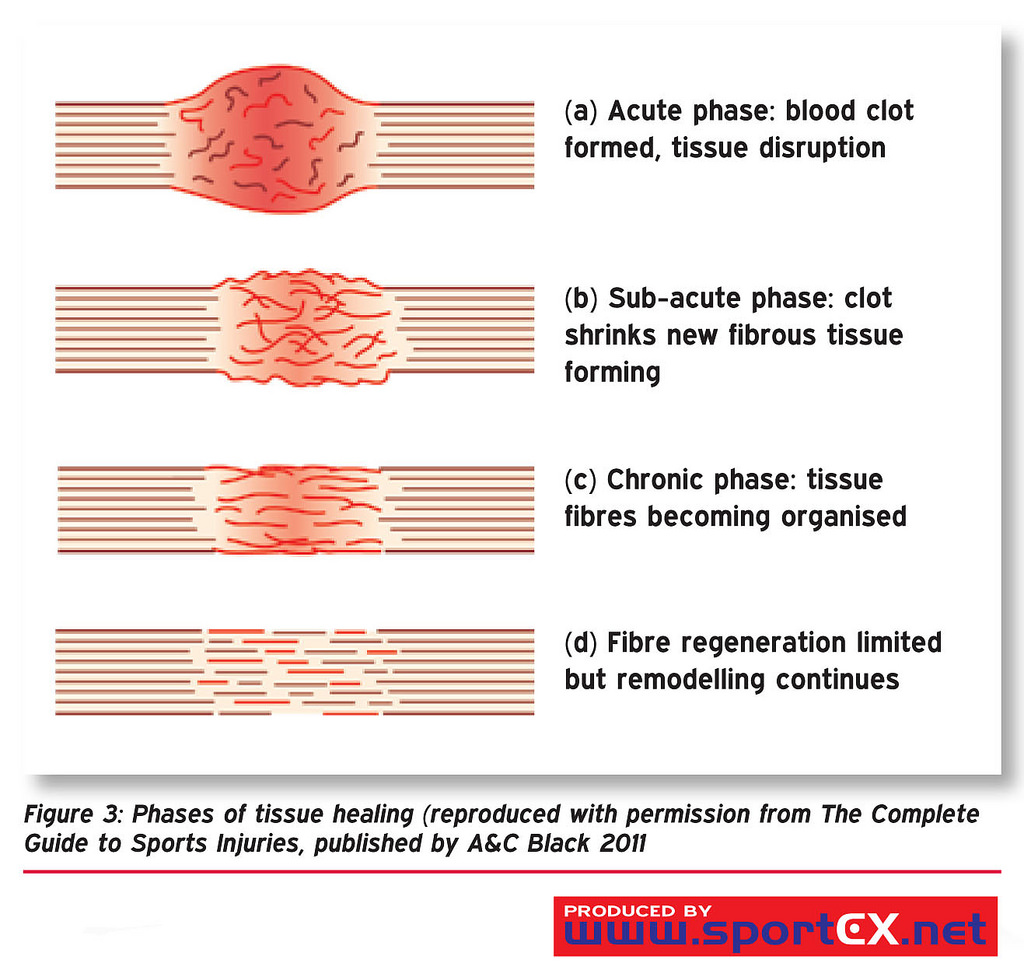 (a) Acute phase: blood clot
formed, tissue disruption
(b) Sub-acute phase: clot
shrinks new fibrous tissue
forming
(c) Chronic phase: tissue
fibres becoming organised
(d) Fibre regeneration limited
but remodelling continues
Figure 3: Phases of tissue healing (reproduced with permission from The Complete
Guide to Sports Injuries, published by A&C Black 2011
PRODUCED BY
www.sportEX.net